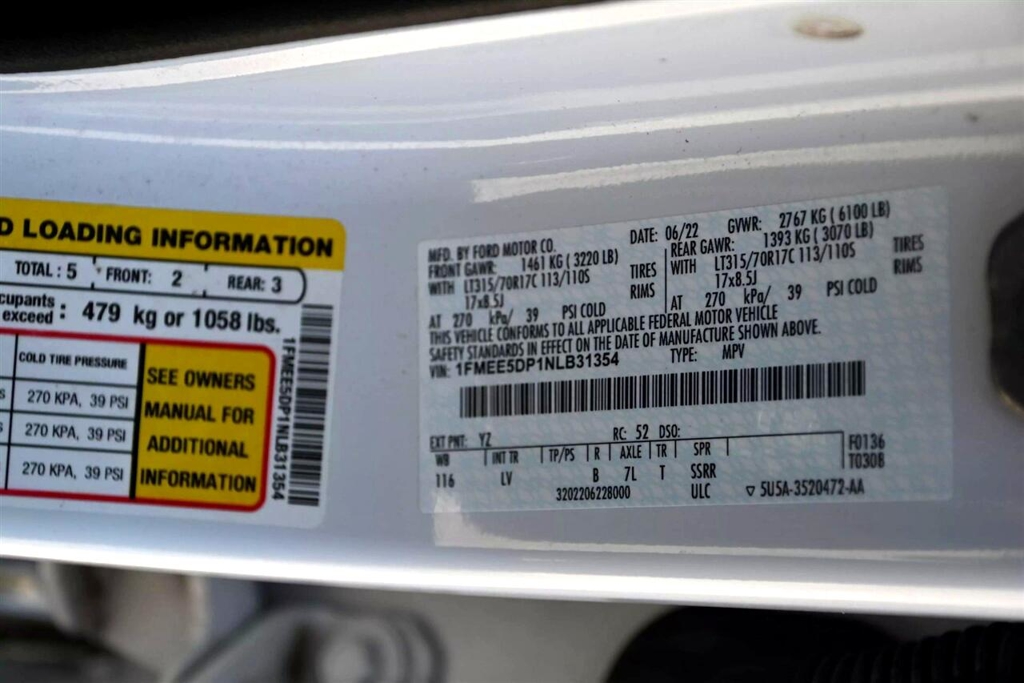 D LOADING INFORMATION
TOTAL : 5 FRONT: 2 REAR: 3
cupants
exceed : 479 kg or 1058 lbs.
COLD TIRE PRESSURE
270 KPA, 39 PSI
270 KPA, 39 PSI
270 KPA, 39 PSI
SEE OWNERS
MANUAL FOR
ADDITIONAL
INFORMATION
1FMEE5DP1NLB31354
MFD. BY FORD MOTOR CO.
DATE: 06/22 GVWR: 2767 KG ( 6100 LB)
FRONT GAWR: 1461 KG ( 3220 LB)
WITH LT315/70R17C 113/110S TIRES
17x8.5J RIMS
AT 270 kPa/ 39 PSI COLD
REAR GAWR: 1393 KG ( 3070 LB)
WITH LT315/70R17C 113/110S TIRES
17x8.5J RIMS
AT 270 kPa/ 39 PSI COLD
THIS VEHICLE CONFORMS TO ALL APPLICABLE FEDERAL MOTOR VEHICLE
SAFETY STANDARDS IN EFFECT ON THE DATE OF MANUFACTURE SHOWN ABOVE.
VIN: 1FMEE5DP1NLB31354 TYPE: MPV
EXT PNT: YZ RC: 52 DSO:
WB INT TR TP/PS R AXLE TR SPR F0136
116 LV B 7L T SSRR T0308
3202206228000 ULC ▽ 5U5A-3520472-AA